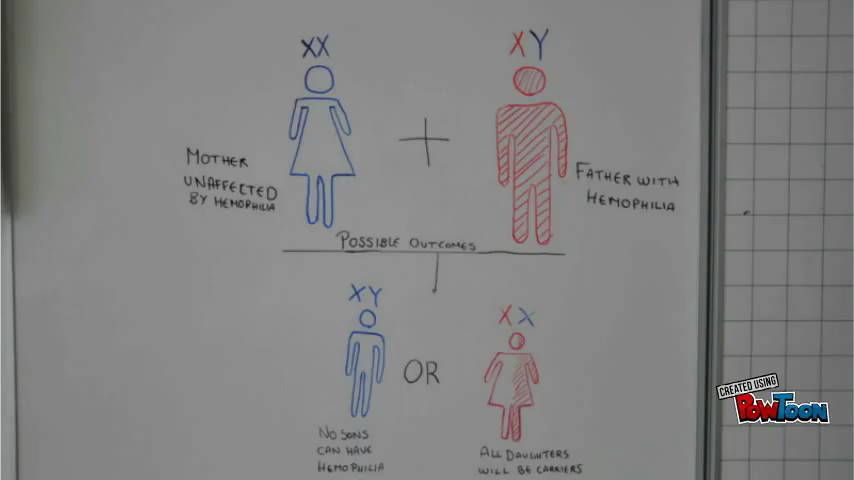 XX
XY
MOTHER
UNAFFECTED
BY HEMOPHILIA
FATHER WITH
HEMOPHILIA
POSSIBLE OUTCOMES
XY
XX
OR
NO SONS
CAN HAVE
HEMOPHILIA
ALL DAUGHTERS
WILL BE CARRIERS
CREATED USING
POWTOON